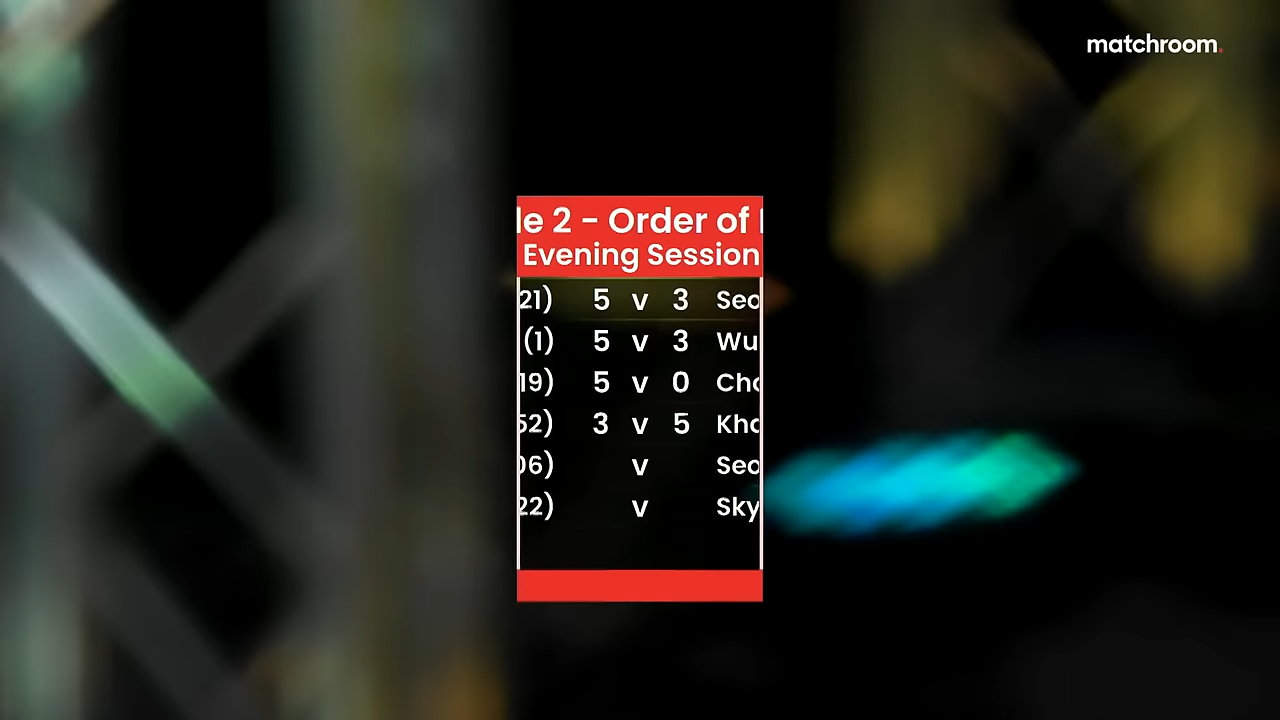 matchroom.
le 2 - Order of
Evening Session
21) 5 v 3 Seo
(1) 5 v 3 Wu
19) 5 v 0 Cho
52) 3 v 5 Kha
06) v Seo
22) v Sky